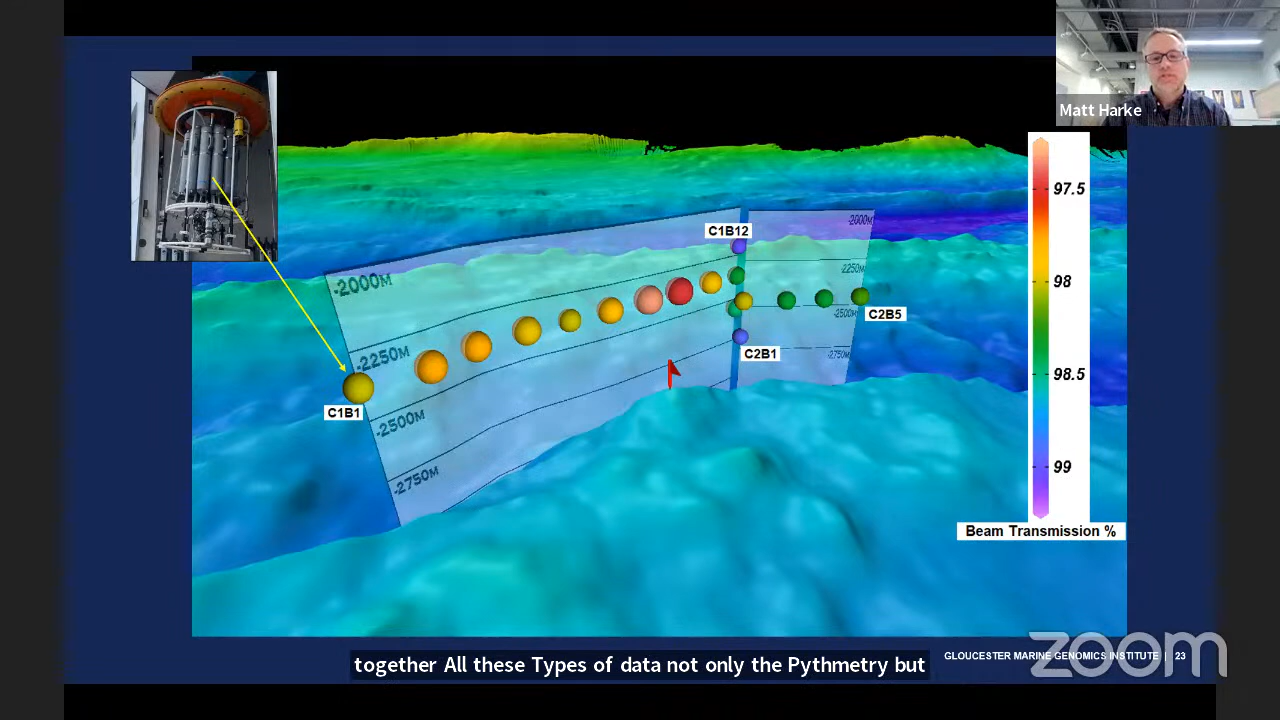 Matt Harke
97.5
98
98.5
99
Beam Transmission %
C1B12
-2000M
-2000M
-2250M
-2250M
-2500M
-2500M
-2750M
-2750M
C2B5
C2B1
C1B1
together All these Types of data not only the Pythmetry but
GLOUCESTER MARINE GENOMICS INSTITUTE | 23
zoom